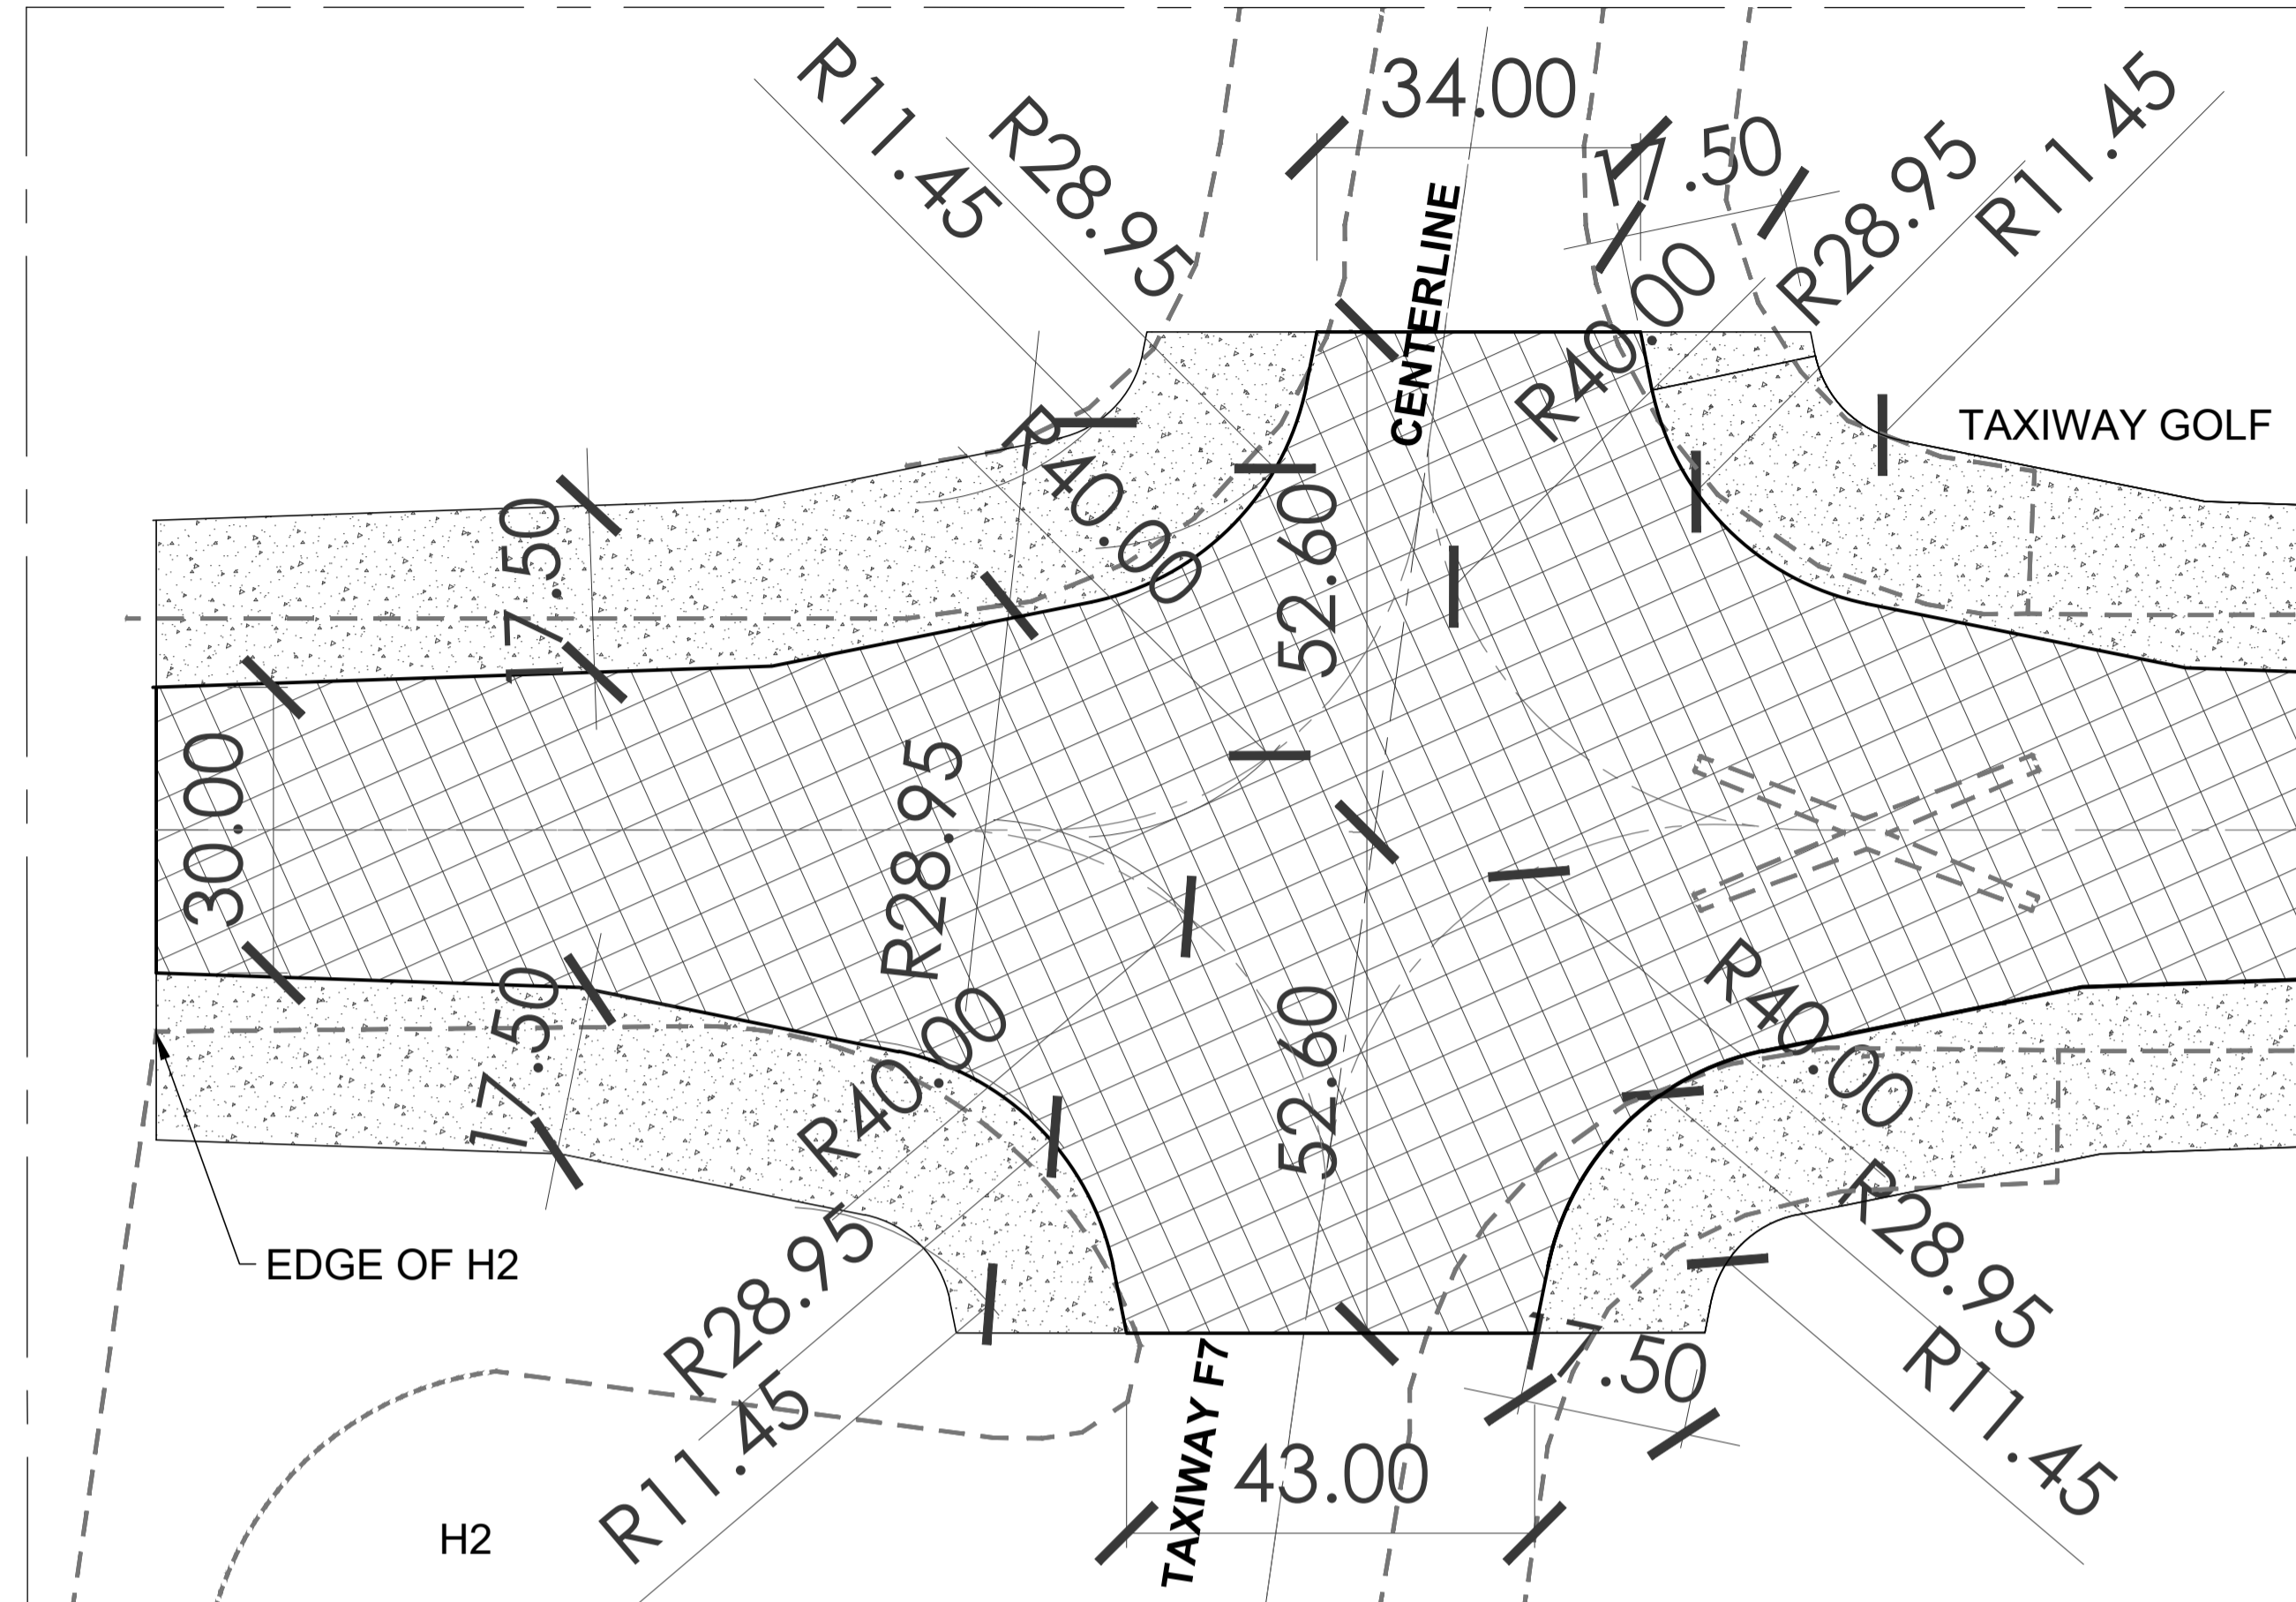 34.00
R11.45
R28.95
17.50
R28.95
R11.45
CENTERLINE
R40.00
R40.00
TAXIWAY GOLF
17.50
52.60
30.00
R28.95
17.50
R40.00
52.60
R40.00
EDGE OF H2
R28.95
R28.95
17.50
R11.45
R11.45
TAXIWAY F7
43.00
H2